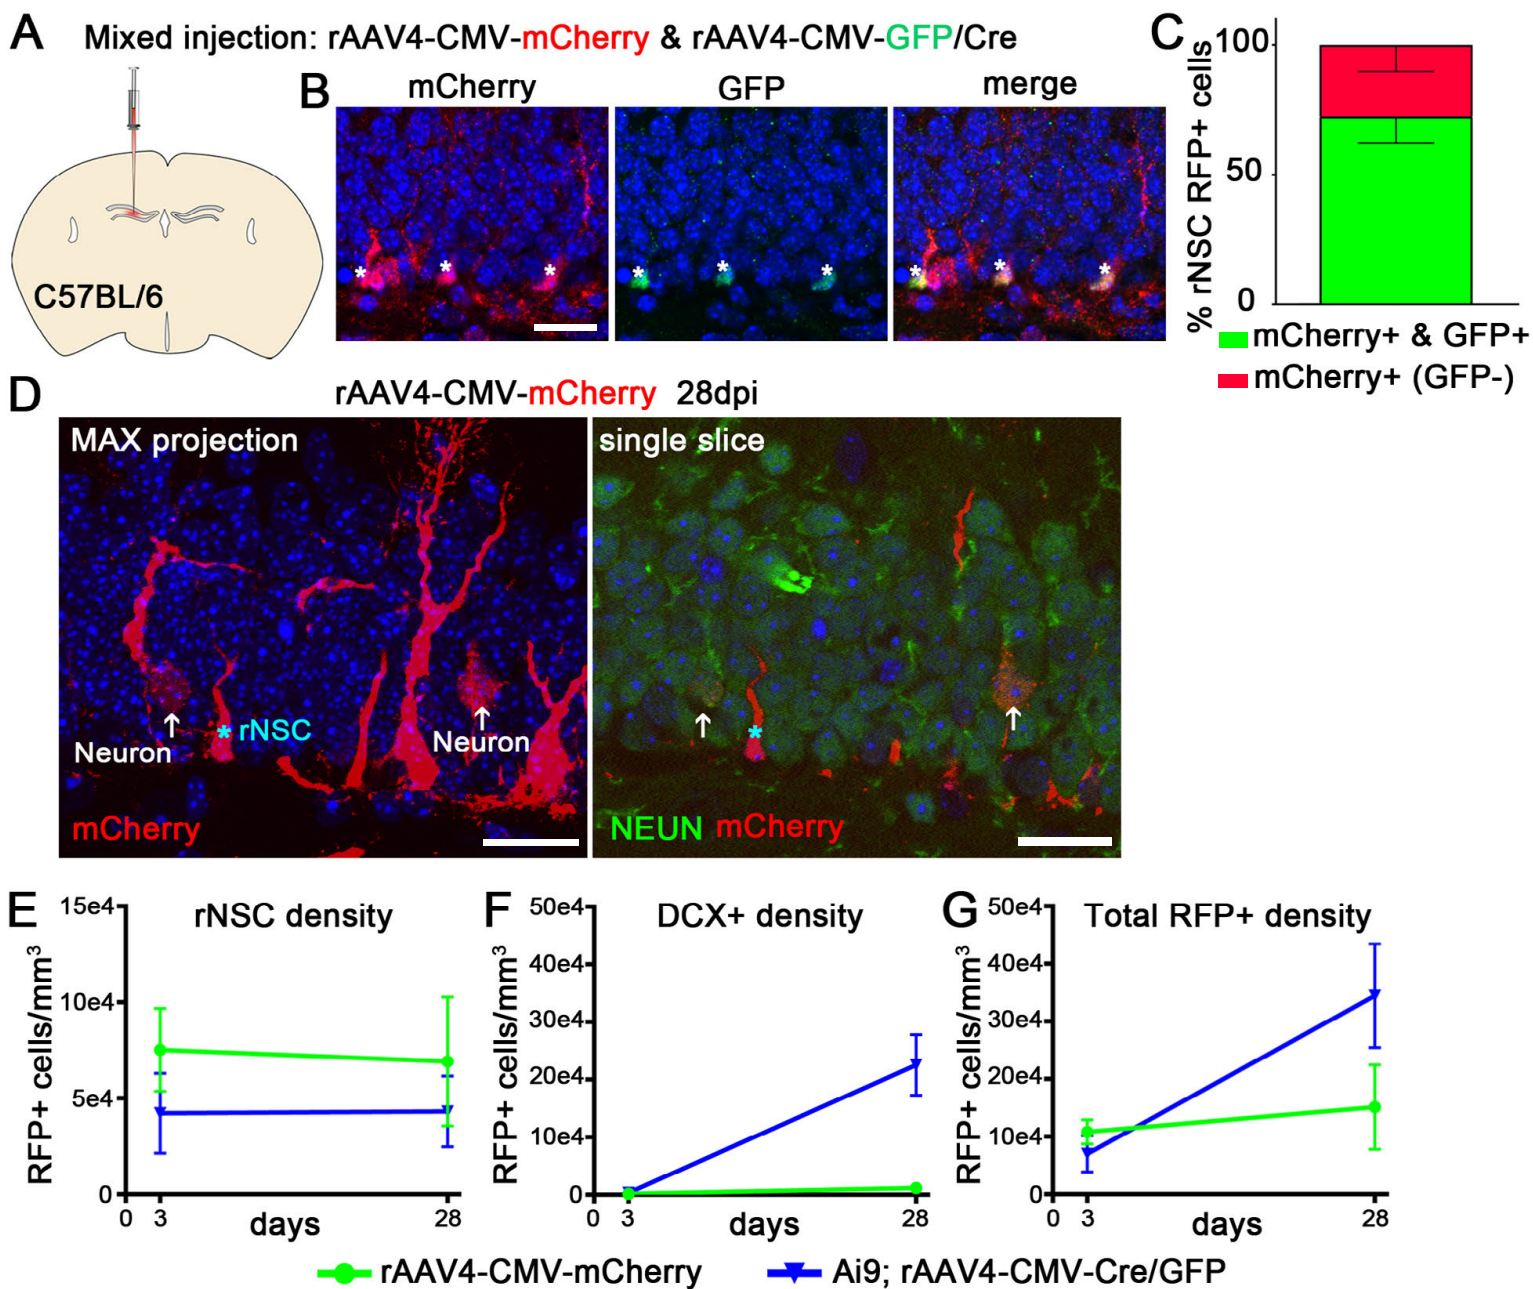 A Mixed injection: rAAV4-CMV-mCherry & rAAV4-CMV-GFP/Cre
C57BL/6
B mCherry GFP merge
* * * * * * * * *
C
% rNSC RFP+ cells
100
50
0
mCherry+ & GFP+
mCherry+ (GFP-)
D rAAV4-CMV-mCherry 28dpi
MAX projection
Neuron
* rNSC
Neuron
mCherry
single slice
*
NEUN mCherry
E rNSC density
RFP+ cells/mm³
15e4
10e4
5e4
0
0 3 days 28
F DCX+ density
RFP+ cells/mm³
50e4
40e4
30e4
20e4
10e4
0
0 3 days 28
G Total RFP+ density
RFP+ cells/mm³
50e4
40e4
30e4
20e4
10e4
0
0 3 days 28
rAAV4-CMV-mCherry
Ai9; rAAV4-CMV-Cre/GFP